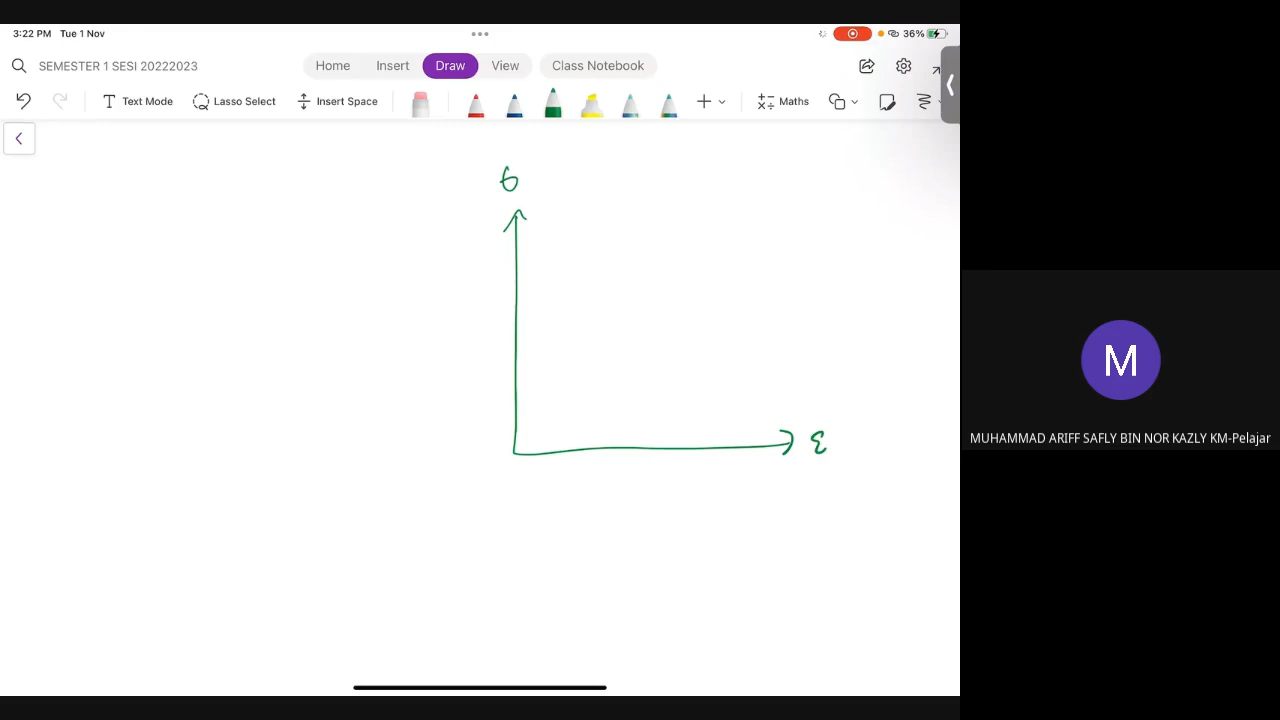 3:22 PM Tue 1 Nov
36%
SEMESTER 1 SESI 20222023
Home Insert Draw View Class Notebook
Text Mode Lasso Select Insert Space Maths
σ
ε
M
MUHAMMAD ARIFF SAFLY BIN NOR KAZLY KM-Pelajar